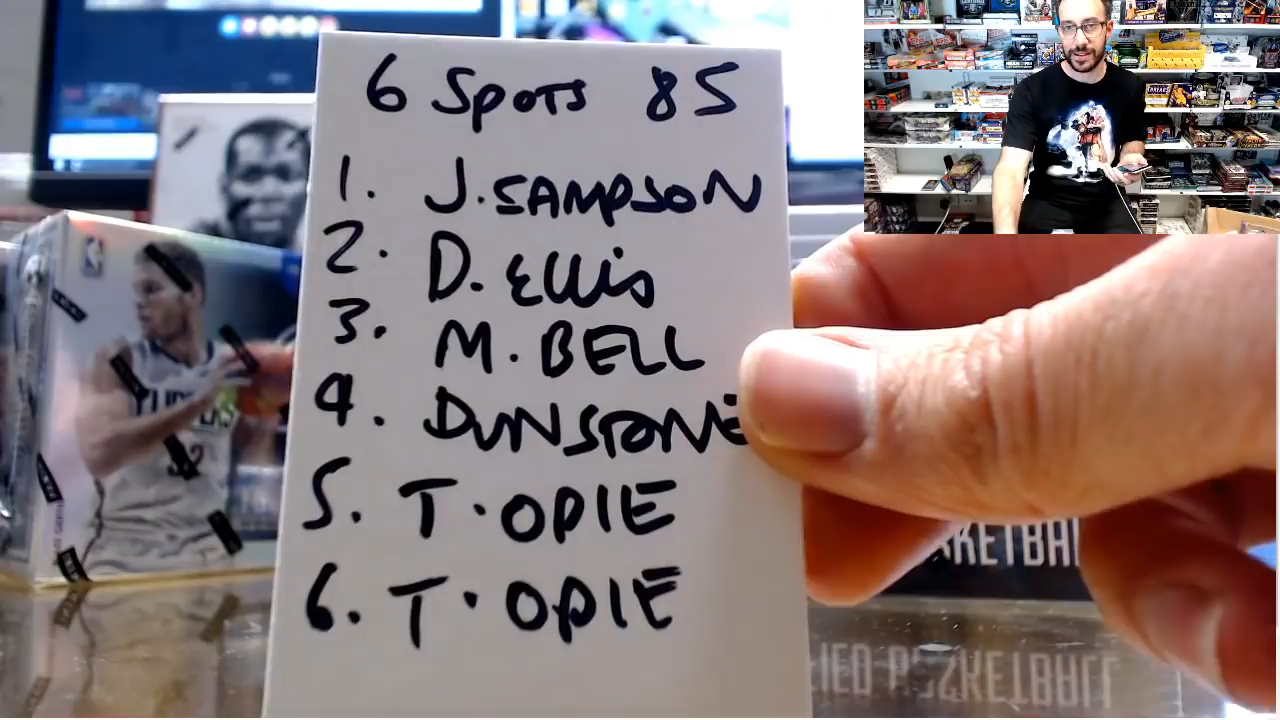 6 SPOTS 85
1. J. SAMPSON
2. D. Ellis
3. M. BELL
4. DUNSTONE
5. T. OPIE
6. T. OPIE